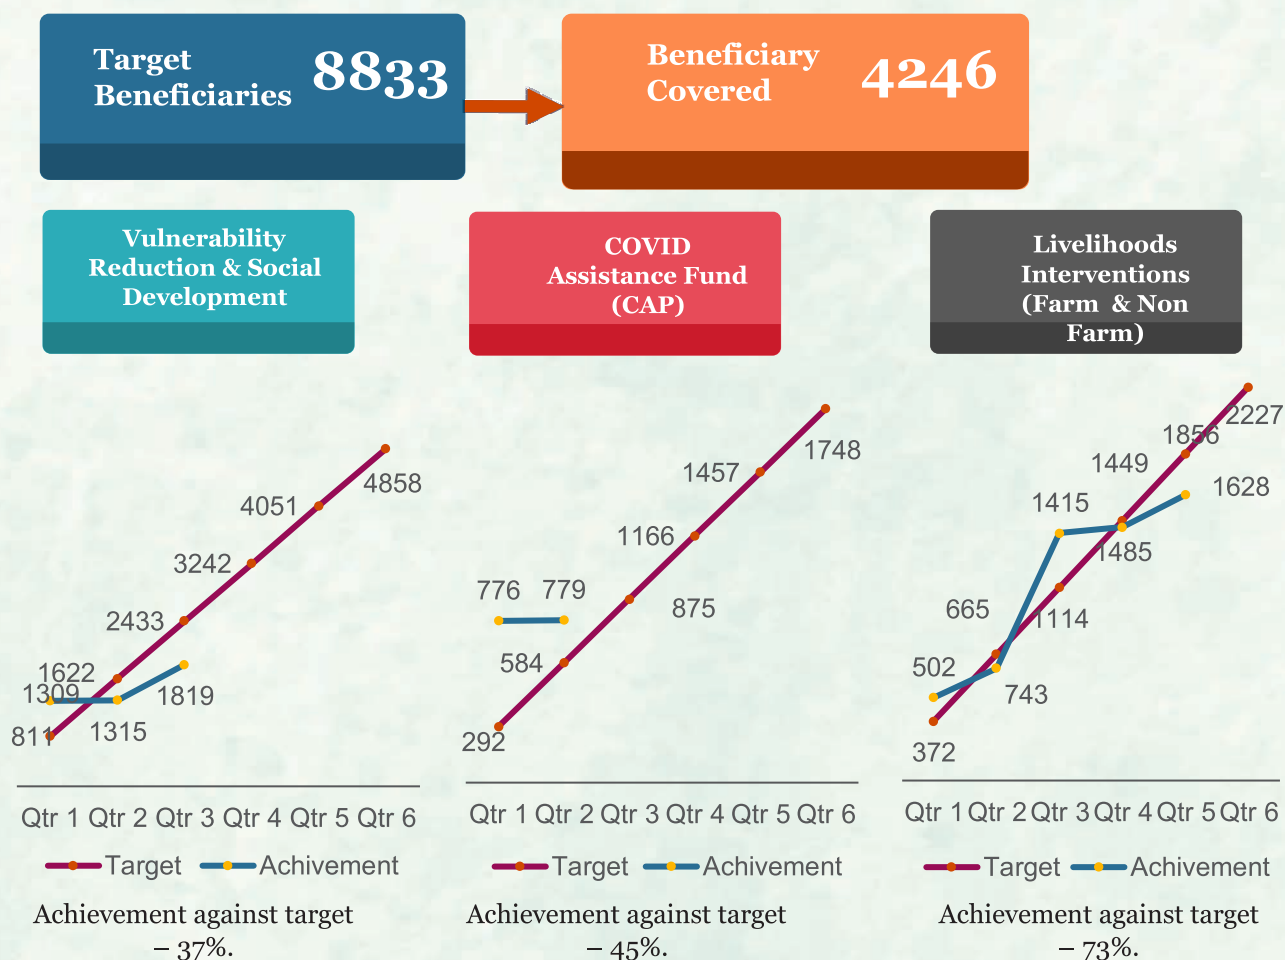 Target
Beneficiaries
8833
Beneficiary
Covered
4246
Vulnerability
Reduction & Social
Development
COVID
Assistance Fund
(CAP)
Livelihoods
Interventions
(Farm & Non
Farm)
4858
4051
3242
2433
1622
1309
1819
1315
811
Qtr 1 Qtr 2 Qtr 3 Qtr 4 Qtr 5 Qtr 6
Target Achivement
Achievement against target
– 37%.
1748
1457
1166
776 779
875
584
292
Qtr 1 Qtr 2 Qtr 3 Qtr 4 Qtr 5 Qtr 6
Target Achivement
Achievement against target
– 45%.
2227
1856
1449
1628
1415
1485
665
1114
502
743
372
Qtr 1 Qtr 2 Qtr 3 Qtr 4 Qtr 5 Qtr 6
Target Achivement
Achievement against target
– 73%.